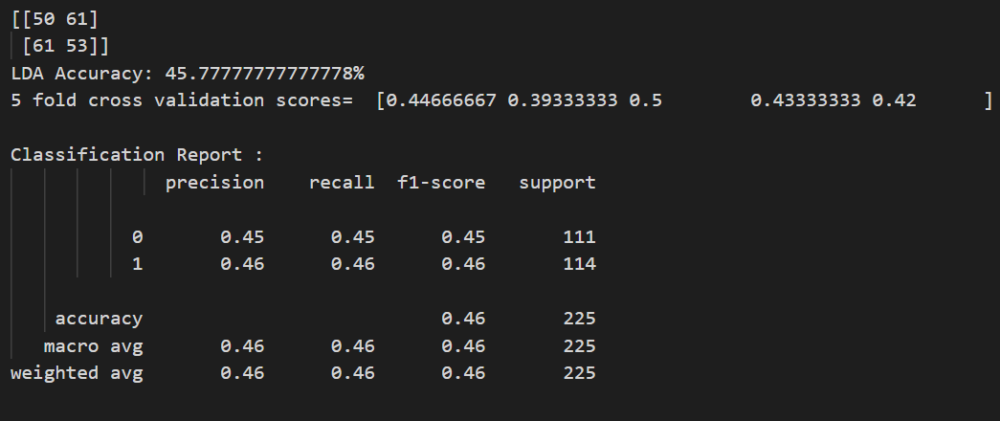 [[50 61]
[61 53]]
LDA Accuracy: 45.77777777777778%
5 fold cross validation scores=  [0.44666667 0.39333333 0.5        0.43333333 0.42      ]
Classification Report :
precision    recall  f1-score   support
0       0.45      0.45      0.45       111
1       0.46      0.46      0.46       114
accuracy                           0.46       225
macro avg       0.46      0.46      0.46       225
weighted avg       0.46      0.46      0.46       225